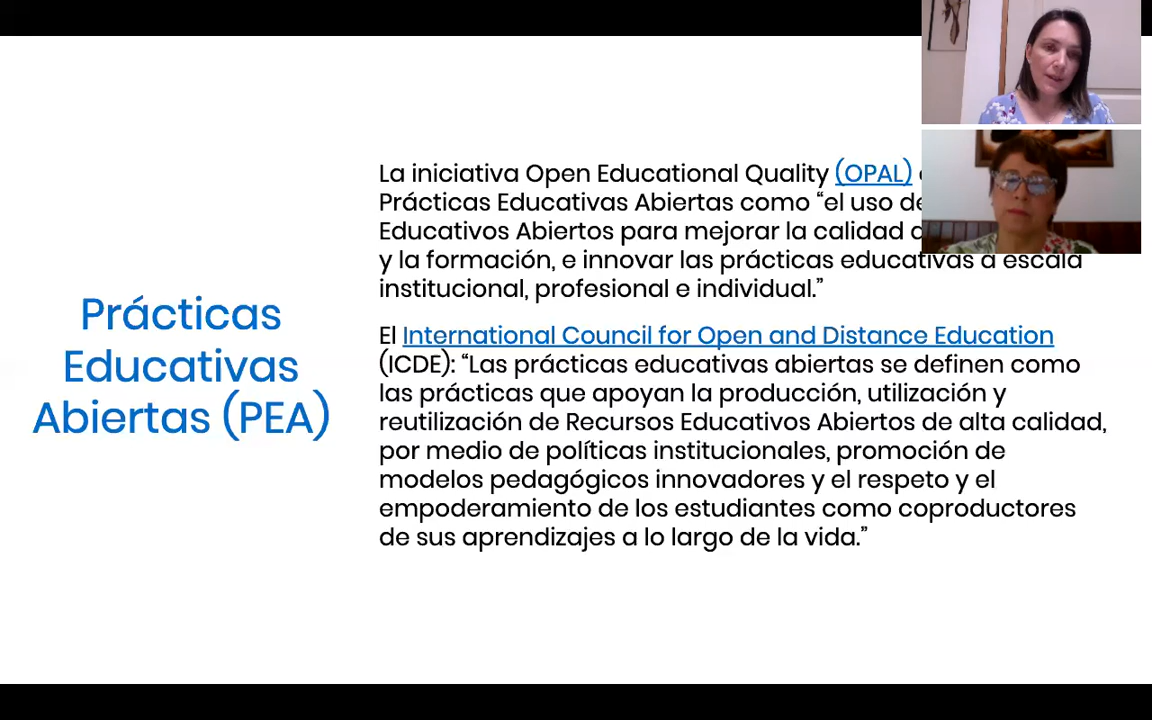 Prácticas
Educativas
Abiertas (PEA)
La iniciativa Open Educational Quality (OPAL)
Prácticas Educativas Abiertas como “el uso de
Educativos Abiertos para mejorar la calidad
y la formación, e innovar las prácticas educativas a escala
institucional, profesional e individual.”
El International Council for Open and Distance Education
(ICDE): “Las prácticas educativas abiertas se definen como
las prácticas que apoyan la producción, utilización y
reutilización de Recursos Educativos Abiertos de alta calidad,
por medio de políticas institucionales, promoción de
modelos pedagógicos innovadores y el respeto y el
empoderamiento de los estudiantes como coproductores
de sus aprendizajes a lo largo de la vida.”